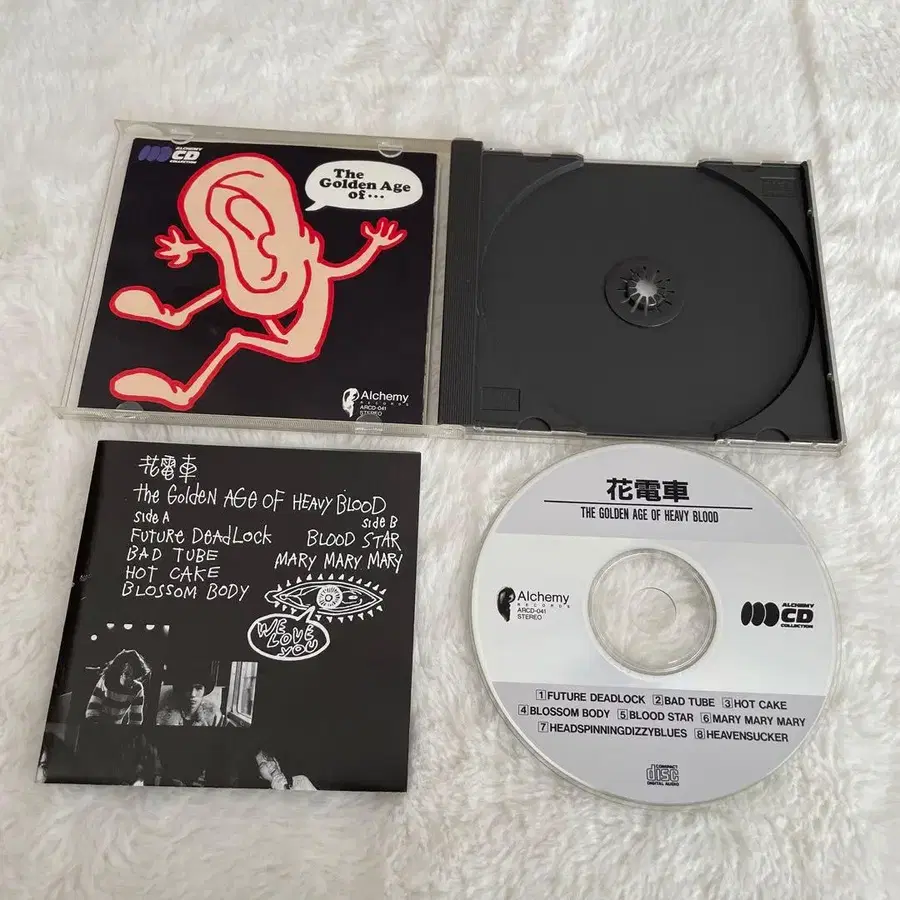 ALCHEMY
CD
COLLECTION
The
Golden Age
of...
Alchemy
RECORDS
ARCD-041
STEREO
花電車
the Golden AGE OF HEAVY BLOOD
side A
FUTURE DEADLOCK
BAD TUBE
HOT CAKE
BLOSSOM BODY
side B
BLOOD STAR
MARY MARY MARY
WE
LOVE
YOU
花電車
THE GOLDEN AGE OF HEAVY BLOOD
Alchemy
RECORDS
ARCD-041
STEREO
ALCHEMY
CD
COLLECTION
1 FUTURE DEADLOCK 2 BAD TUBE 3 HOT CAKE
4 BLOSSOM BODY 5 BLOOD STAR 6 MARY MARY MARY
7 HEADSPINNINGDIZZYBLUES 8 HEAVENSUCKER
COMPACT
disc
DIGITAL AUDIO